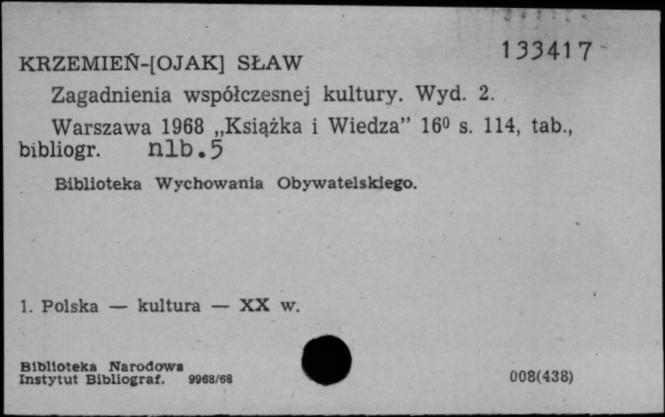 133417
KRZEMIEŃ-[OJAK] SŁAW
Zagadnienia współczesnej kultury. Wyd. 2.
Warszawa 1968 „Książka i Wiedza” 16⁰ s. 114, tab.,
bibliogr. nlb.5
Biblioteka Wychowania Obywatelskiego.
1. Polska — kultura — XX w.
Biblioteka Narodowa
Instytut Bibliograf. 9968/68
008(438)